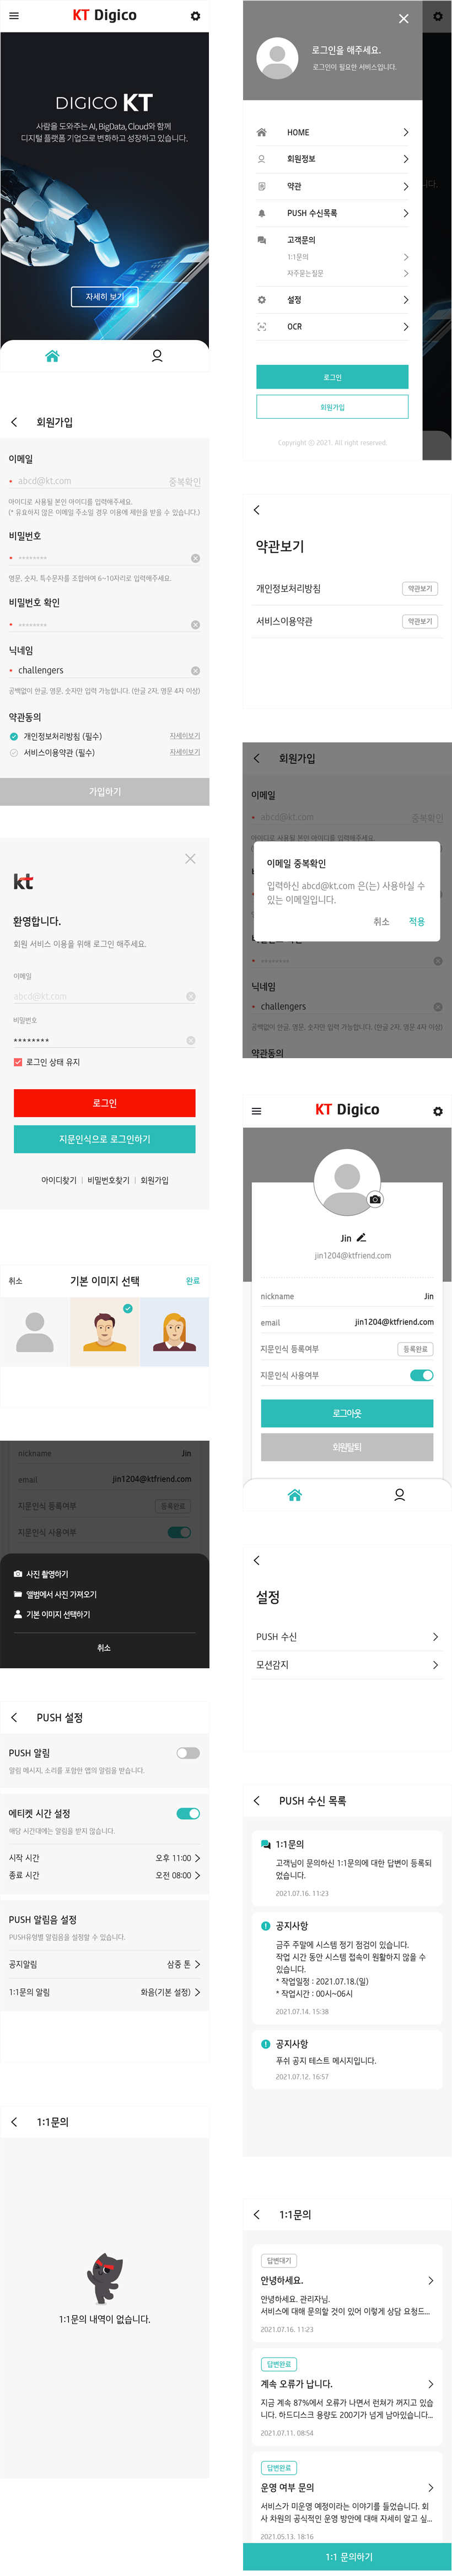 KT Digico
DIGICO KT
사람을 도와주는 AI, BigData, Cloud와 함께
디지털 플랫폼 기업으로 변화하고 성장하고 있습니다.
자세히 보기
회원가입
이메일
abcd@kt.com 중복확인
아이디로 사용될 본인 아이디를 입력해주세요.
(* 유효하지 않은 이메일 주소일 경우 이용에 제한을 받을 수 있습니다.)
비밀번호
********
영문, 숫자, 특수문자를 조합하여 6~10자리로 입력해주세요.
비밀번호 확인
********
닉네임
challengers
공백없이 한글, 영문, 숫자만 입력 가능합니다. (한글 2자, 영문 4자 이상)
약관동의
개인정보처리방침 (필수) 자세히보기
서비스이용약관 (필수) 자세히보기
가입하기
kt
환영합니다.
회원 서비스 이용을 위해 로그인 해주세요.
이메일
abcd@kt.com
비밀번호
********
로그인 상태 유지
로그인
지문인식으로 로그인하기
아이디찾기 | 비밀번호찾기 | 회원가입
취소 기본 이미지 선택 완료
nickname Jin
email jin1204@ktfriend.com
지문인식 등록여부 등록완료
지문인식 사용여부
사진 촬영하기
앨범에서 사진 가져오기
기본 이미지 선택하기
취소
PUSH 설정
PUSH 알림
알림 메시지, 소리를 포함한 앱의 알림을 받습니다.
에티켓 시간 설정
해당 시간대에는 알림을 받지 않습니다.
시작 시간 오후 11:00
종료 시간 오전 08:00
PUSH 알림음 설정
PUSH유형별 알림음을 설정할 수 있습니다.
공지알림 삼중 톤
1:1문의 알림 화음(기본 설정)
1:1문의
1:1문의 내역이 없습니다.
로그인을 해주세요.
로그인이 필요한 서비스입니다.
HOME
회원정보
약관
PUSH 수신목록
고객문의
1:1문의
자주묻는질문
설정
OCR
로그인
회원가입
Copyright ⓒ 2021. All right reserved.
약관보기
개인정보처리방침 약관보기
서비스이용약관 약관보기
회원가입
이메일
abcd@kt.com 중복확인
아이디로 사용될 본인 아이디를 입력해주세요.
이메일 중복확인
입력하신 abcd@kt.com 은(는) 사용하실 수
있는 이메일입니다.
취소 적용
********
닉네임
challengers
공백없이 한글, 영문, 숫자만 입력 가능합니다. (한글 2자, 영문 4자 이상)
약관동의
KT Digico
Jin
jin1204@ktfriend.com
nickname Jin
email jin1204@ktfriend.com
지문인식 등록여부 등록완료
지문인식 사용여부
로그아웃
회원탈퇴
설정
PUSH 수신
모션감지
PUSH 수신 목록
1:1문의
고객님이 문의하신 1:1문의에 대한 답변이 등록되
었습니다.
2021.07.16. 11:23
공지사항
금주 주말에 시스템 정기 점검이 있습니다.
작업 시간 동안 시스템 접속이 원활하지 않을 수
있습니다.
* 작업일정 : 2021.07.18.(일)
* 작업시간 : 00시~06시
2021.07.14. 15:38
공지사항
푸쉬 공지 테스트 메시지입니다.
2021.07.12. 16:57
1:1문의
답변대기
안녕하세요.
안녕하세요. 관리자님.
서비스에 대해 문의할 것이 있어 이렇게 상담 요청드...
2021.07.16. 11:23
답변완료
계속 오류가 납니다.
지금 계속 87%에서 오류가 나면서 런쳐가 꺼지고 있습
니다. 하드디스크 용량도 200기가 넘게 남아있습니다...
2021.07.11. 08:54
답변완료
운영 여부 문의
서비스가 미운영 예정이라는 이야기를 들었습니다. 회
사 차원의 공식적인 운영 방안에 대해 자세히 알고 싶...
2021.05.13. 18:16
1:1 문의하기